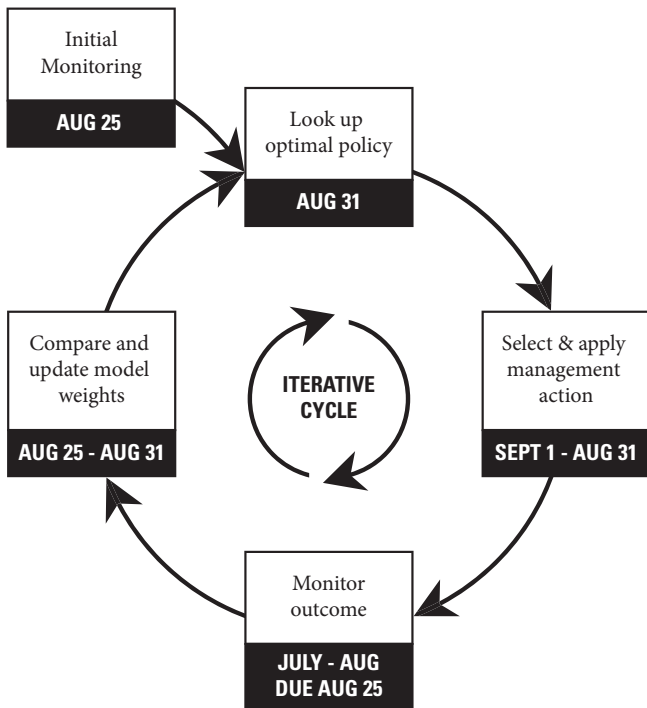 Initial
Monitoring
AUG 25
Look up
optimal policy
AUG 31
Select & apply
management
action
SEPT 1 - AUG 31
Monitor
outcome
JULY - AUG
DUE AUG 25
Compare and
update model
weights
AUG 25 - AUG 31
ITERATIVE
CYCLE